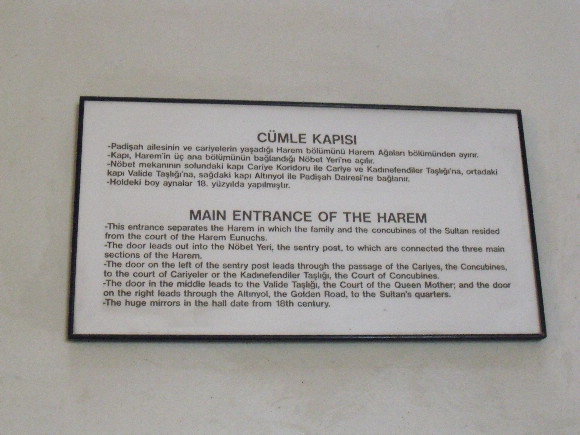 CÜMLE KAPISI
-Padişah ailesinin ve cariyelerin yaşadığı Harem bölümünü Harem Ağaları bölümünden ayırır.
-Kapı, Harem'in üç ana bölümünün bağlandığı Nöbet Yeri'ne açılır.
-Nöbet mekanının solundaki kapı Cariye Koridoru ile Cariye ve Kadınefendiler Taşlığı'na, ortadaki
kapı Valide Taşlığı'na, sağdaki kapı Altınyol ile Padişah Dairesi'ne bağlanır.
-Holdeki boy aynalar 18. yüzyılda yapılmıştır.
MAIN ENTRANCE OF THE HAREM
-This entrance separates the Harem in which the family and the concubines of the Sultan resided
from the court of the Harem Eunuchs.
-The door leads out into the Nöbet Yeri, the sentry post, to which are connected the three main
sections of the Harem.
-The door on the left of the sentry post leads through the passage of the Cariyes, the Concubines,
to the court of Cariyeler or the Kadınefendiler Taşlığı, the Court of Concubines.
-The door in the middle leads to the Valide Taşlığı, the Court of the Queen Mother; and the door
on the right leads through the Altınyol, the Golden Road, to the Sultan's quarters.
-The huge mirrors in the hall date from 18th century.